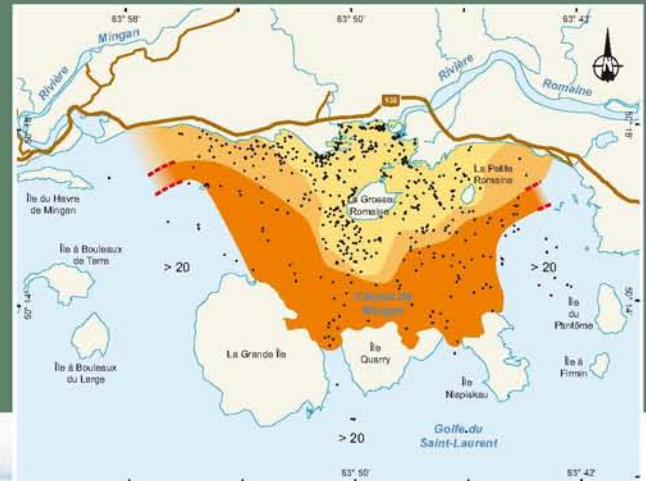 63° 58'
63° 50'
63° 42'
Rivière
Mingan
138
Rivière
Romaine
50° 18'
50° 18'
La Petite
Romaine
La Grosse
Romaine
Île du Havre
de Mingan
Île à Bouleaux
de Terre
> 20
> 20
50° 14'
50° 14'
Mingan
Île
du
Fantôme
La Grande Île
Île
Quarry
Île à Bouleaux
du Large
Île à
Firmin
Île
Niapiskau
> 20
Golfe du
Saint-Laurent
63° 50'
63° 42'